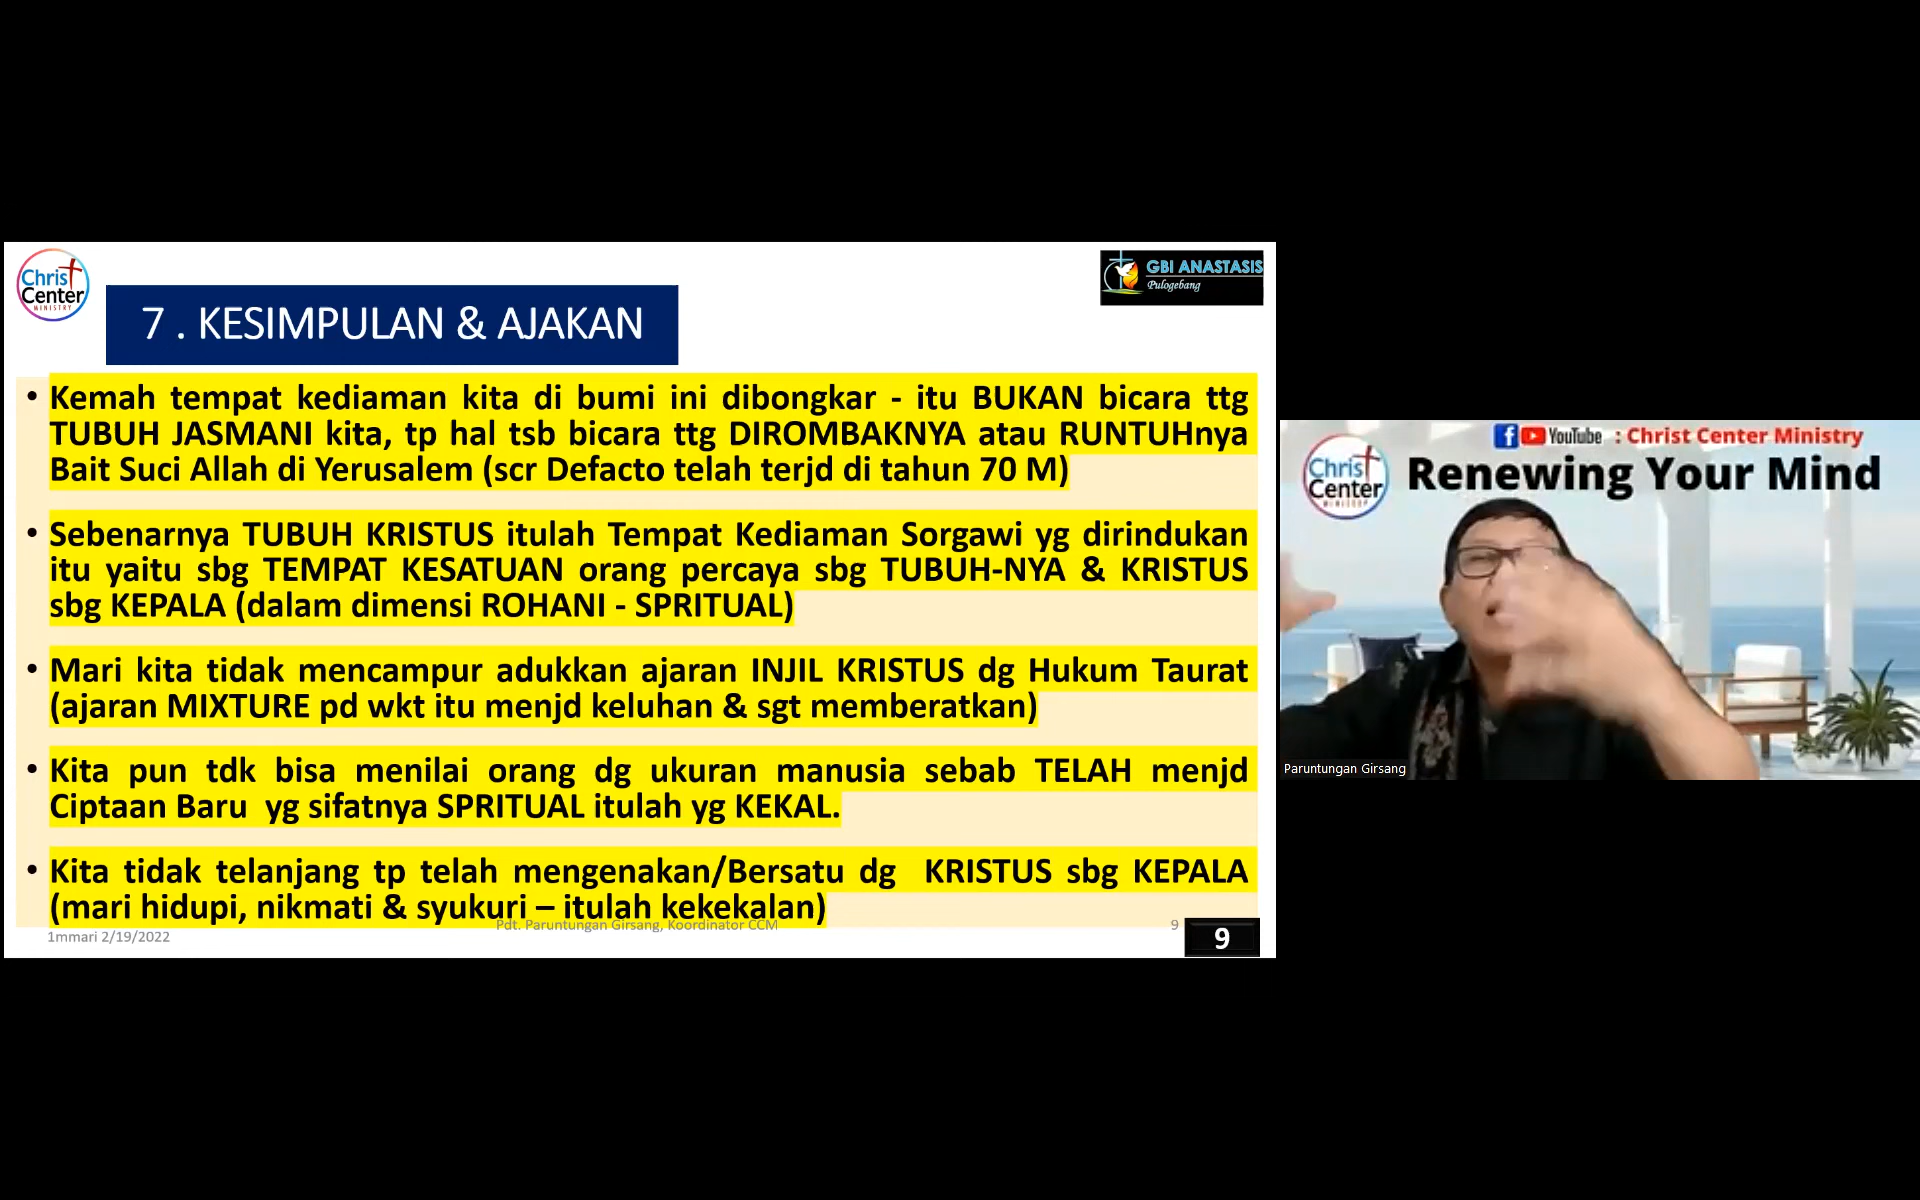 Christ
Center
MINISTRY
GBI ANASTASIS
Pulogebang
7 . KESIMPULAN & AJAKAN
• Kemah tempat kediaman kita di bumi ini dibongkar - itu BUKAN bicara ttg
TUBUH JASMANI kita, tp hal tsb bicara ttg DIROMBAKNYA atau RUNTUHnya
Bait Suci Allah di Yerusalem (scr Defacto telah terjd di tahun 70 M)
• Sebenarnya TUBUH KRISTUS itulah Tempat Kediaman Sorgawi yg dirindukan
itu yaitu sbg TEMPAT KESATUAN orang percaya sbg TUBUH-NYA & KRISTUS
sbg KEPALA (dalam dimensi ROHANI - SPRITUAL)
• Mari kita tidak mencampur adukkan ajaran INJIL KRISTUS dg Hukum Taurat
(ajaran MIXTURE pd wkt itu menjd keluhan & sgt memberatkan)
• Kita pun tdk bisa menilai orang dg ukuran manusia sebab TELAH menjd
Ciptaan Baru yg sifatnya SPRITUAL itulah yg KEKAL.
• Kita tidak telanjang tp telah mengenakan/Bersatu dg KRISTUS sbg KEPALA
(mari hidupi, nikmati & syukuri – itulah kekekalan)
1mmari 2/19/2022
Pdt. Paruntungan Girsang, Koordinator CCM
9
9
YouTube : Christ Center Ministry
Christ
Center
MINISTRY
Renewing Your Mind
Paruntungan Girsang